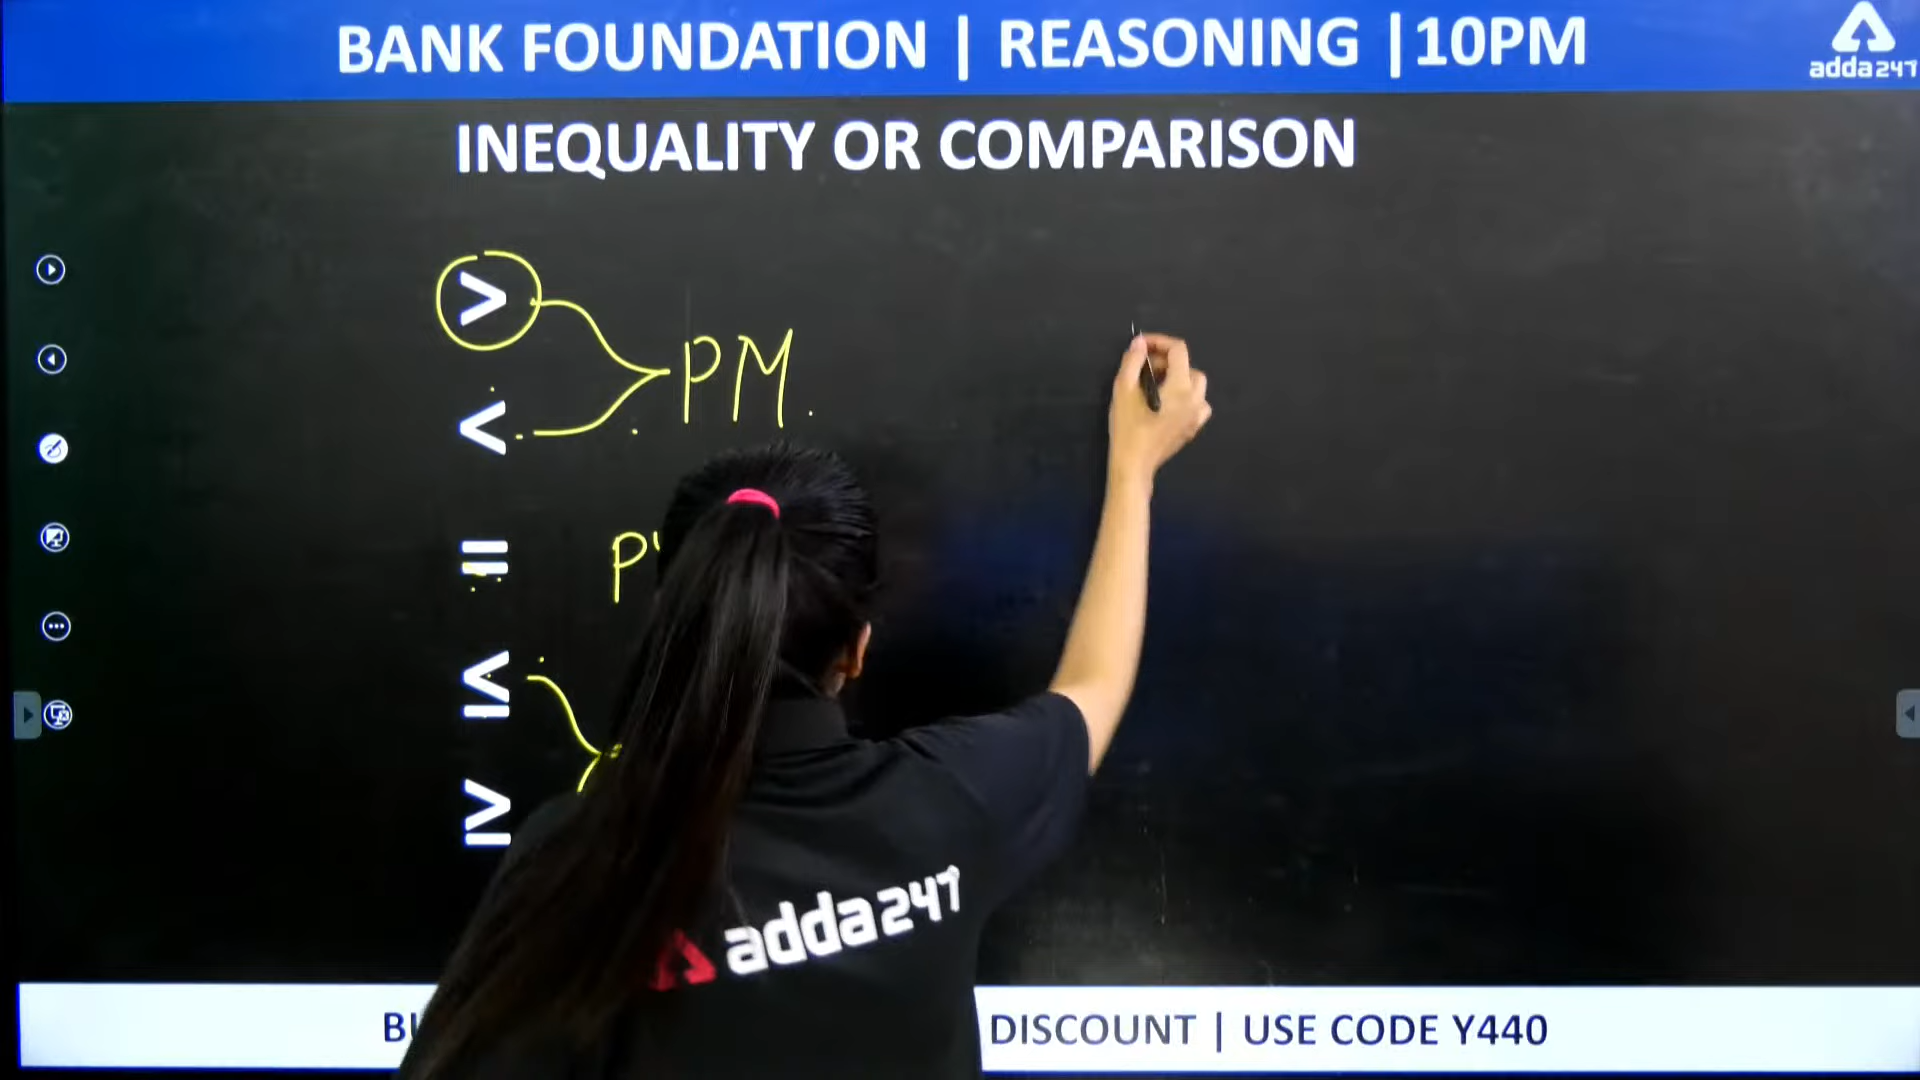 BANK FOUNDATION | REASONING |10PM
adda247
INEQUALITY OR COMPARISON
>
PM.
<
=
≤
≥
adda247
DISCOUNT | USE CODE Y440